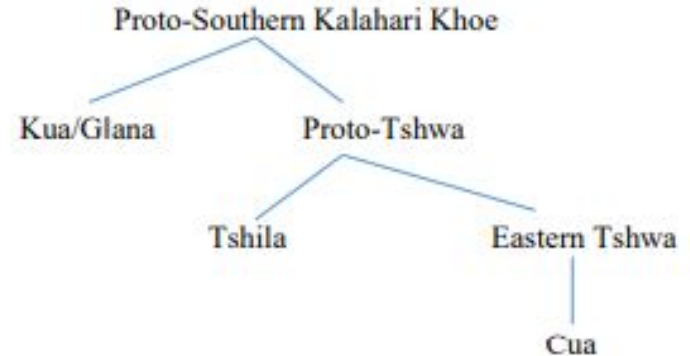 Proto-Southern Kalahari Khoe
Kua/Glana Proto-Tshwa
Tshila Eastern Tshwa
Cua